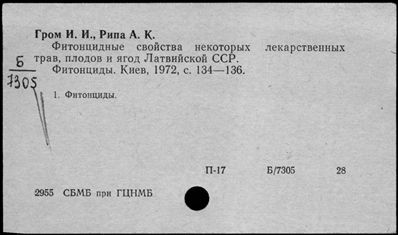 Гром И. И., Рипа А. К.
Фитонцидные свойства некоторых лекарственных
трав, плодов и ягод Латвийской ССР.
Фитонциды. Киев, 1972, с. 134—136.
Б
7305
1. Фитонциды.
П-17 Б/7305 28
2955 СБМБ при ГЦНМБ